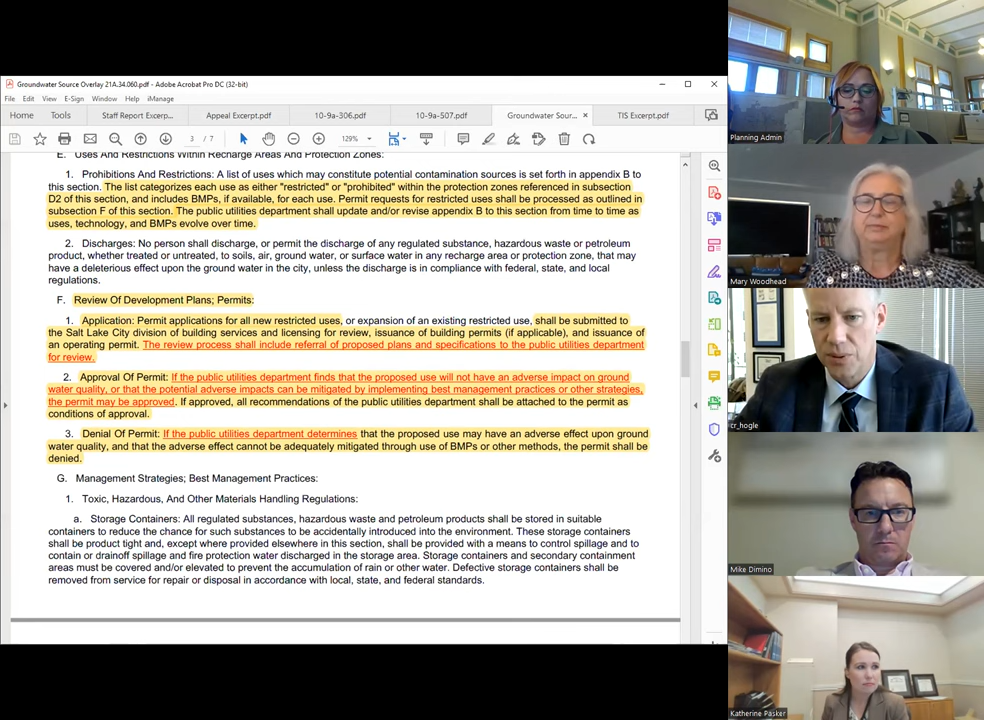 Groundwater Source Overlay 21A.34.060.pdf - Adobe Acrobat Pro DC (32-bit)
File Edit View E-Sign Window Help iManage
Home Tools Staff Report Excerp... Appeal Excerpt.pdf 10-9a-306.pdf 10-9a-507.pdf Groundwater Sour... × TIS Excerpt.pdf
3 / 7 129%
E. Uses And Restrictions Within Recharge Areas And Protection Zones:
1. Prohibitions And Restrictions: A list of uses which may constitute potential contamination sources is set forth in appendix B to
this section. The list categorizes each use as either "restricted" or "prohibited" within the protection zones referenced in subsection
D2 of this section, and includes BMPs, if available, for each use. Permit requests for restricted uses shall be processed as outlined in
subsection F of this section. The public utilities department shall update and/or revise appendix B to this section from time to time as
uses, technology, and BMPs evolve over time.
2. Discharges: No person shall discharge, or permit the discharge of any regulated substance, hazardous waste or petroleum
product, whether treated or untreated, to soils, air, ground water, or surface water in any recharge area or protection zone, that may
have a deleterious effect upon the ground water in the city, unless the discharge is in compliance with federal, state, and local
regulations.
F. Review Of Development Plans; Permits:
1. Application: Permit applications for all new restricted uses, or expansion of an existing restricted use, shall be submitted to
the Salt Lake City division of building services and licensing for review, issuance of building permits (if applicable), and issuance of
an operating permit. The review process shall include referral of proposed plans and specifications to the public utilities department
for review.
2. Approval Of Permit: If the public utilities department finds that the proposed use will not have an adverse impact on ground
water quality, or that the potential adverse impacts can be mitigated by implementing best management practices or other strategies,
the permit may be approved. If approved, all recommendations of the public utilities department shall be attached to the permit as
conditions of approval.
3. Denial Of Permit: If the public utilities department determines that the proposed use may have an adverse effect upon ground
water quality, and that the adverse effect cannot be adequately mitigated through use of BMPs or other methods, the permit shall be
denied.
G. Management Strategies; Best Management Practices:
1. Toxic, Hazardous, And Other Materials Handling Regulations:
a. Storage Containers: All regulated substances, hazardous waste and petroleum products shall be stored in suitable
containers to reduce the chance for such substances to be accidentally introduced into the environment. These storage containers
shall be product tight and, except where provided elsewhere in this section, shall be provided with a means to control spillage and to
contain or drainoff spillage and fire protection water discharged in the storage area. Storage containers and secondary containment
areas must be covered and/or elevated to prevent the accumulation of rain or other water. Defective storage containers shall be
removed from service for repair or disposal in accordance with local, state, and federal standards.
Planning Admin
Mary Woodhead
cr_hogle
Mike Dimino
Katherine Pasker